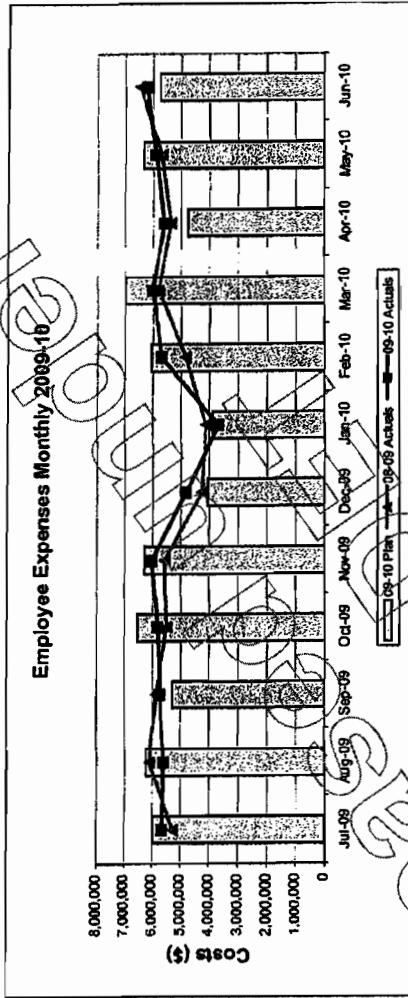 Employee Expenses Monthly 2009-10
Costs ($)
8,000,000
7,000,000
6,000,000
5,000,000
4,000,000
3,000,000
2,000,000
1,000,000
0
Jul-09 Aug-09 Sep-09 Oct-09 Nov-09 Dec-09 Jan-10 Feb-10 Mar-10 Apr-10 May-10 Jun-10
09-10 Plan 08-09 Actuals 09-10 Actuals